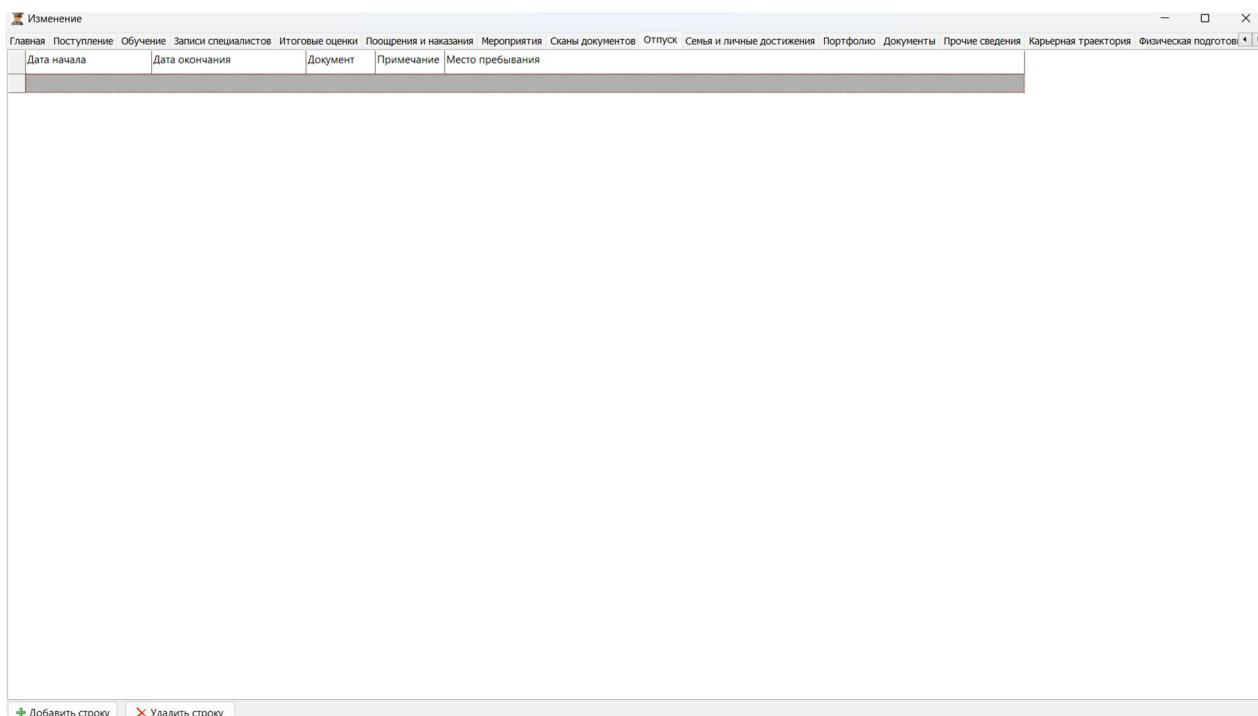 Изменение
Главная Поступление Обучение Записи специалистов Итоговые оценки Поощрения и наказания Мероприятия Сканы документов Отпуск Семья и личные достижения Портфолио Документы Прочие сведения Карьерная траектория Физическая подготов
Дата начала Дата окончания Документ Примечание Место пребывания
Добавить строку Удалить строку